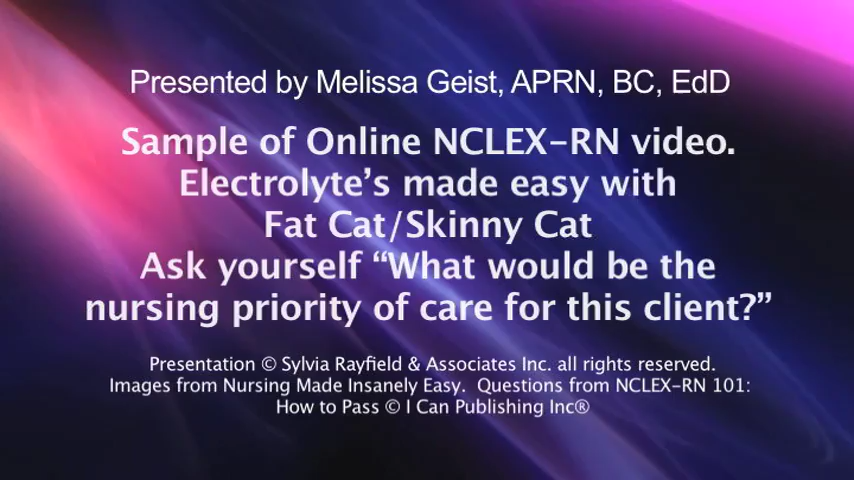 Presented by Melissa Geist, APRN, BC, EdD
Sample of Online NCLEX-RN video.
Electrolyte's made easy with
Fat Cat/Skinny Cat
Ask yourself “What would be the
nursing priority of care for this client?”
Presentation © Sylvia Rayfield & Associates Inc. all rights reserved.
Images from Nursing Made Insanely Easy.  Questions from NCLEX-RN 101:
How to Pass © I Can Publishing Inc®